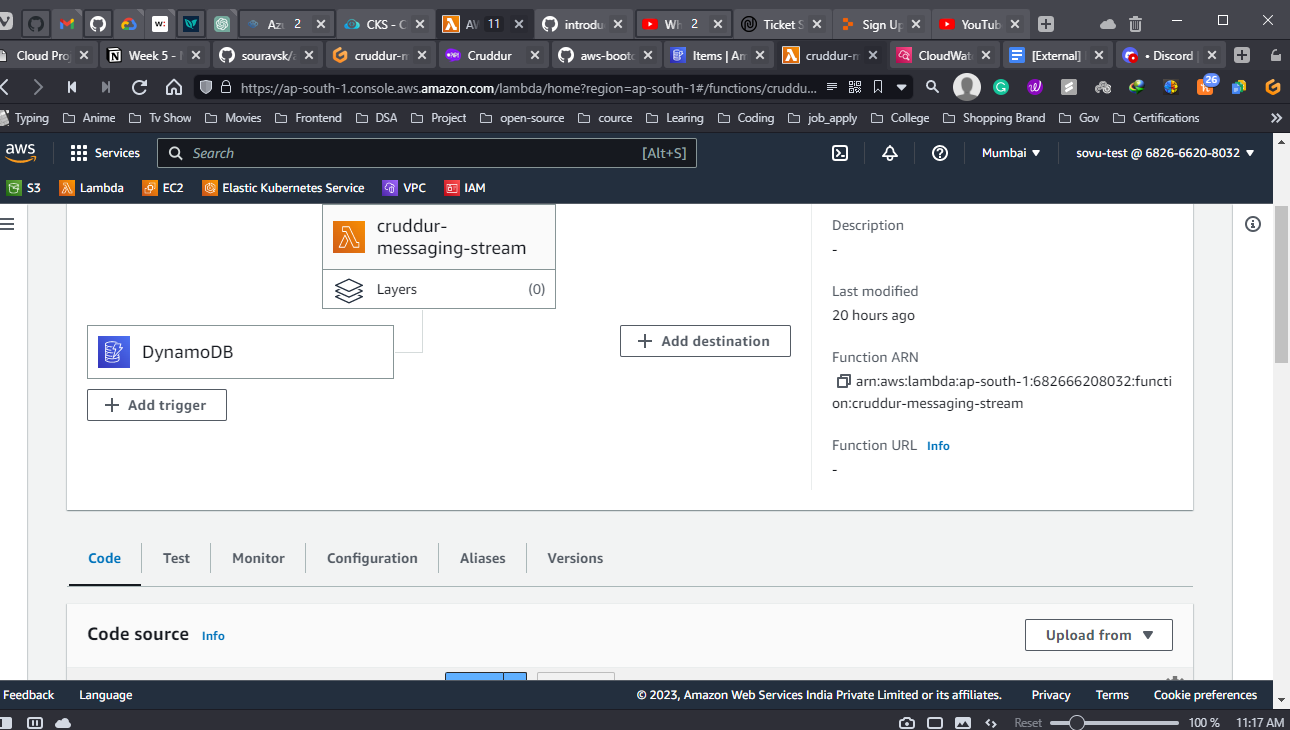 Azu 2
CKS - C
AW 11
introdu
Wh 2
Ticket S
Sign Up
YouTub
Cloud Pro
Week 5 -
souravsk/a
cruddur-m
Cruddur
aws-bootc
Items | Am
cruddur-m
CloudWat
[External]
• Discord |
https://ap-south-1.console.aws.amazon.com/lambda/home?region=ap-south-1#/functions/cruddu...
26
Typing Anime Tv Show Movies Frontend DSA Project open-source cource Learing Coding job_apply College Shopping Brand Gov Certifications
aws Services Search [Alt+S] Mumbai sovu-test @ 6826-6620-8032
S3 Lambda EC2 Elastic Kubernetes Service VPC IAM
cruddur-
messaging-stream
Layers (0)
DynamoDB
Add trigger
Add destination
Description
-
Last modified
20 hours ago
Function ARN
arn:aws:lambda:ap-south-1:682666208032:functi
on:cruddur-messaging-stream
Function URL Info
-
Code Test Monitor Configuration Aliases Versions
Code source Info Upload from
Feedback Language © 2023, Amazon Web Services India Private Limited or its affiliates. Privacy Terms Cookie preferences
Reset 100 % 11:17 AM